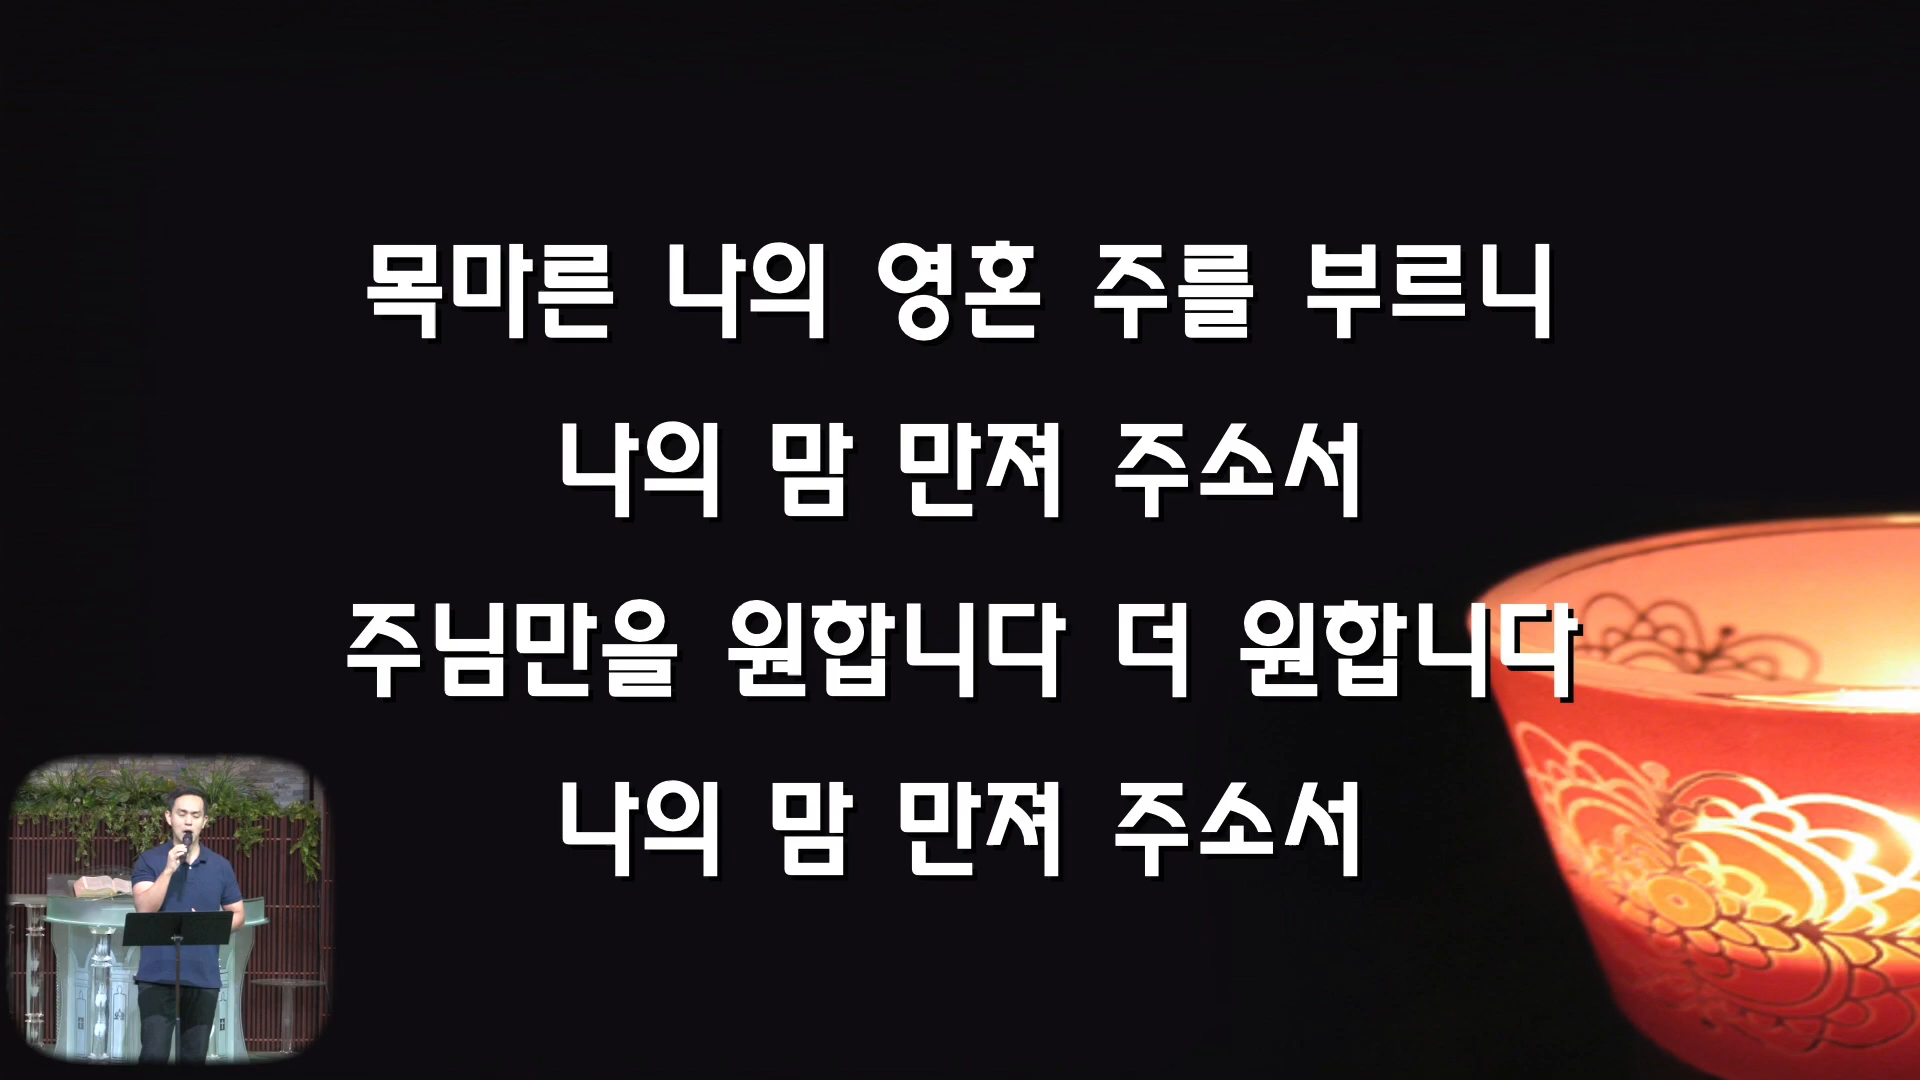 목마른 나의 영혼 주를 부르니
나의 맘 만져 주소서
주님만을 원합니다 더 원합니다
나의 맘 만져 주소서